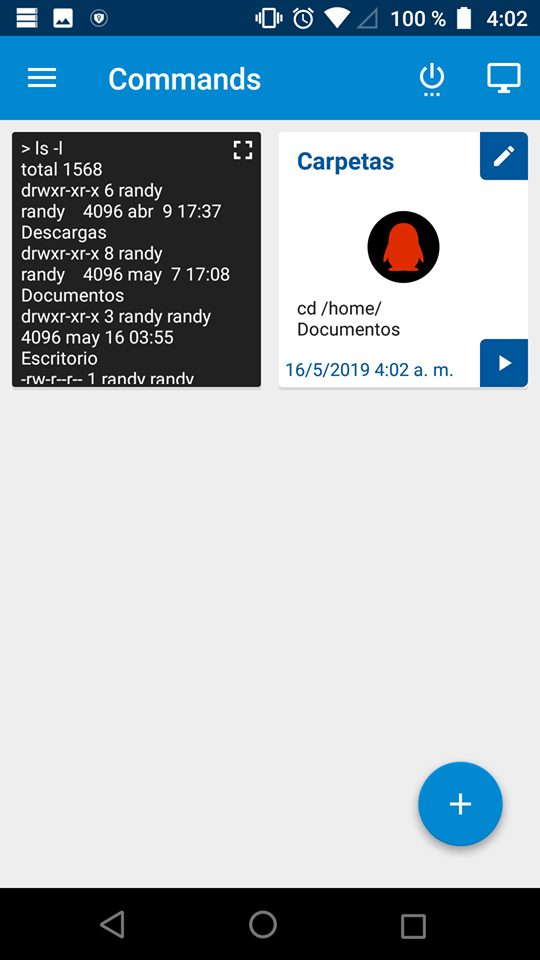 100 % 4:02
Commands
> ls -l
total 1568
drwxr-xr-x 6 randy
randy    4096 abr  9 17:37
Descargas
drwxr-xr-x 8 randy
randy    4096 may  7 17:08
Documentos
drwxr-xr-x 3 randy randy
4096 may 16 03:55
Escritorio
-rw-r--r-- 1 randy randy
Carpetas
cd /home/
Documentos
16/5/2019 4:02 a. m.